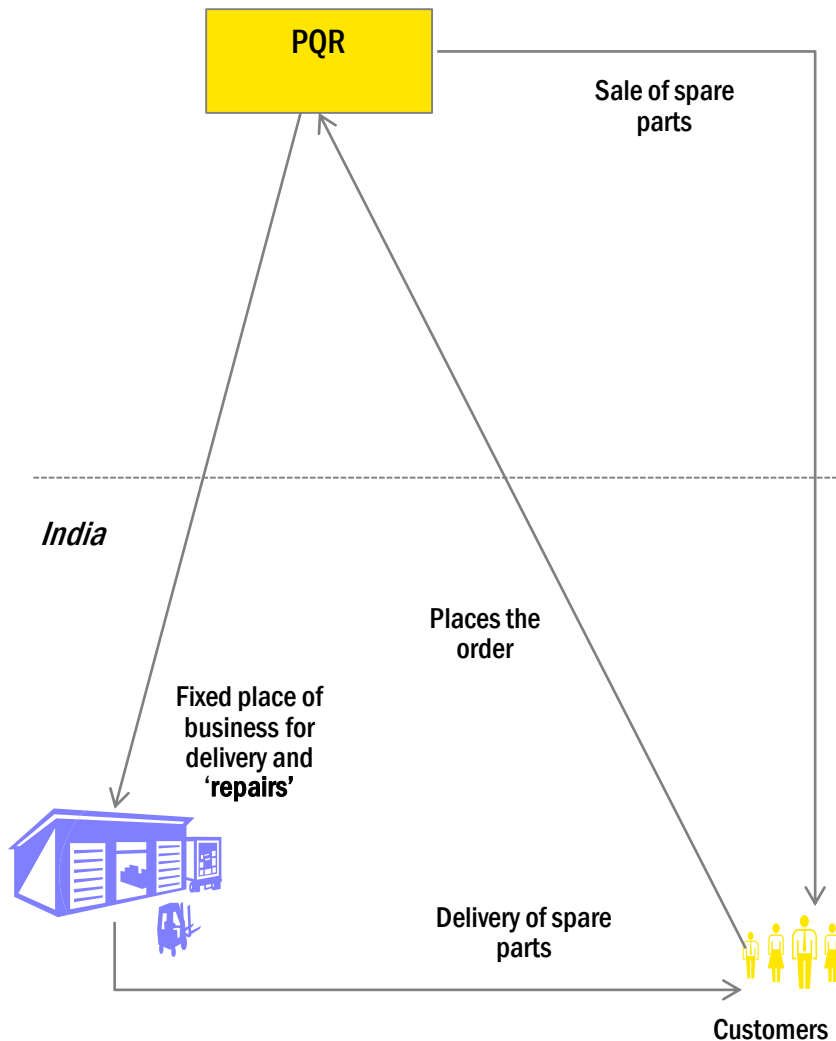 PQR
Sale of spare
parts
India
Places the
order
Fixed place of
business for
delivery and
‘repairs’
Delivery of spare
parts
Customers